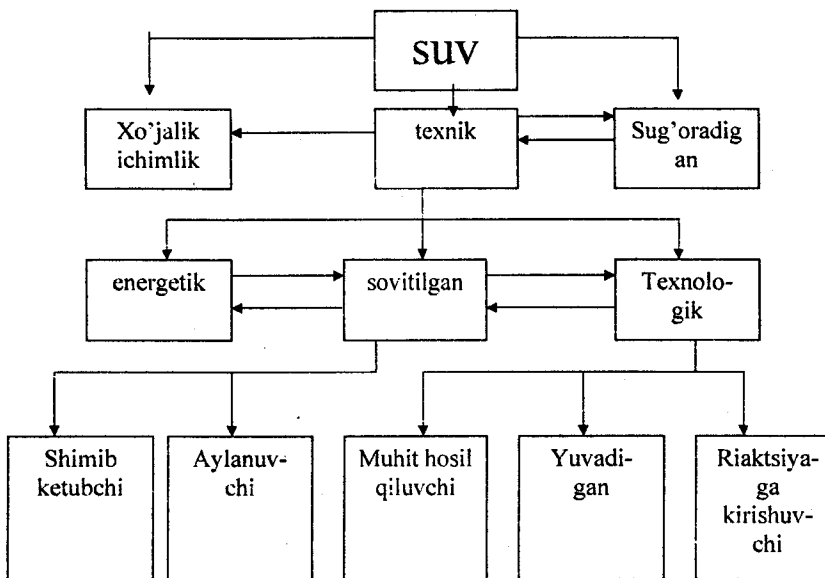 suv
Xo’jalik
ichimlik
texnik
Sug’oradig
an
energetik
sovitilgan
Texnolo-
gik
Shimib
ketubchi
Aylanuv-
chi
Muhit hosil
qiluvchi
Yuvadi-
gan
Riaktsiya-
ga
kirishuv-
chi